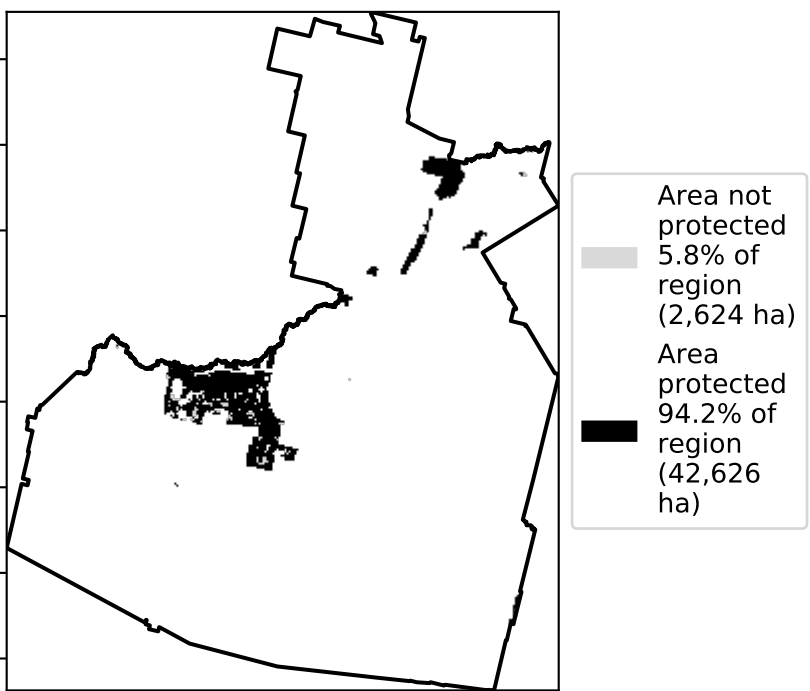 Area not
protected
5.8% of
region
(2,624 ha)
Area
protected
94.2% of
region
(42,626
ha)